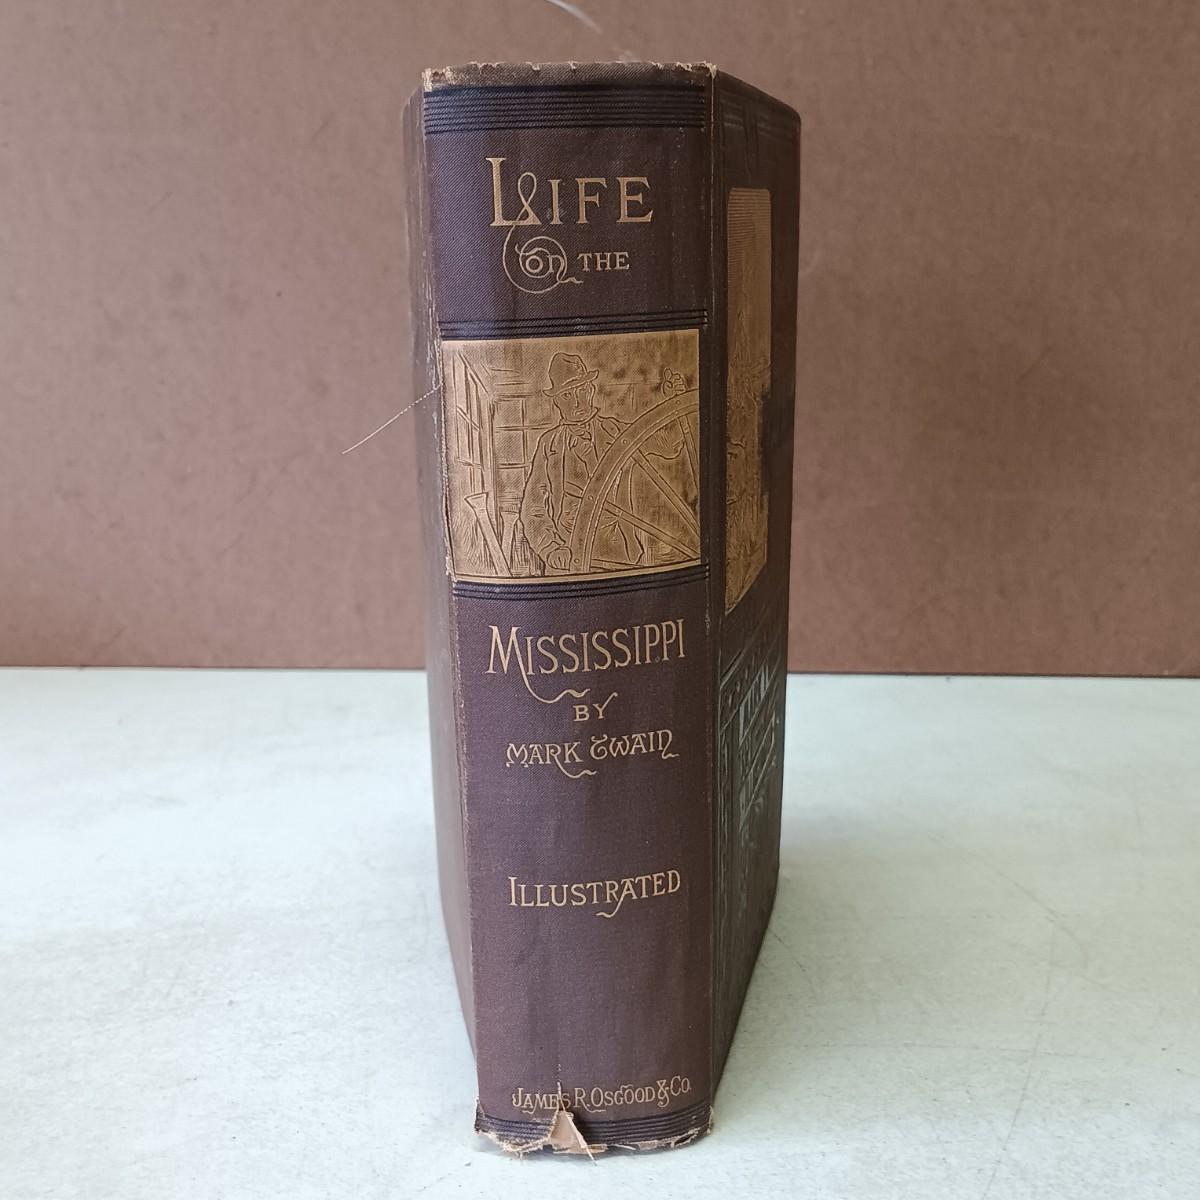 LIFE
ON THE
MISSISSIPPI
BY
MARK TWAIN
ILLUSTRATED
JAMES R. OSGOOD & CO.